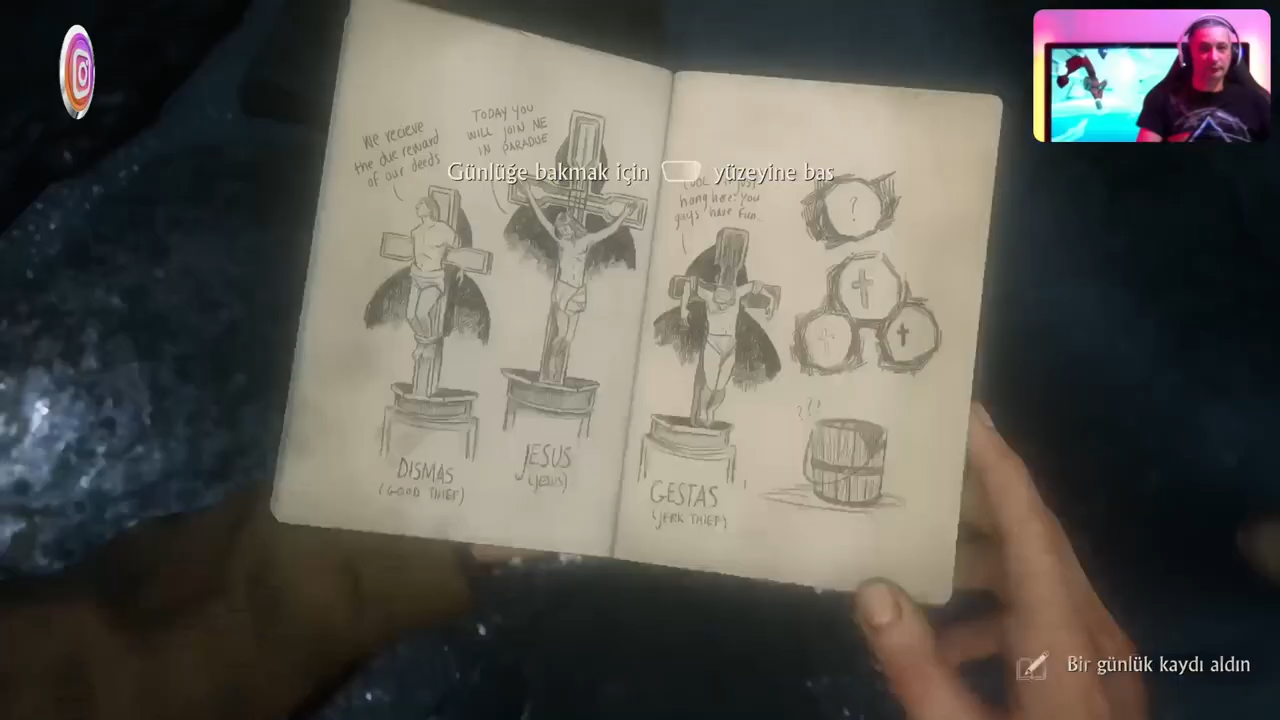 We recieve
the due reward
of our deeds
TODAY YOU
WILL JOIN ME
IN PARADISE
Günlüğe bakmak için yüzeyine bas
hang here. you
guys have fun..
?
???
DISMAS
(GOOD THIEF)
JESUS
(JESUS)
GESTAS
(JERK THIEF)
Bir günlük kaydı aldın